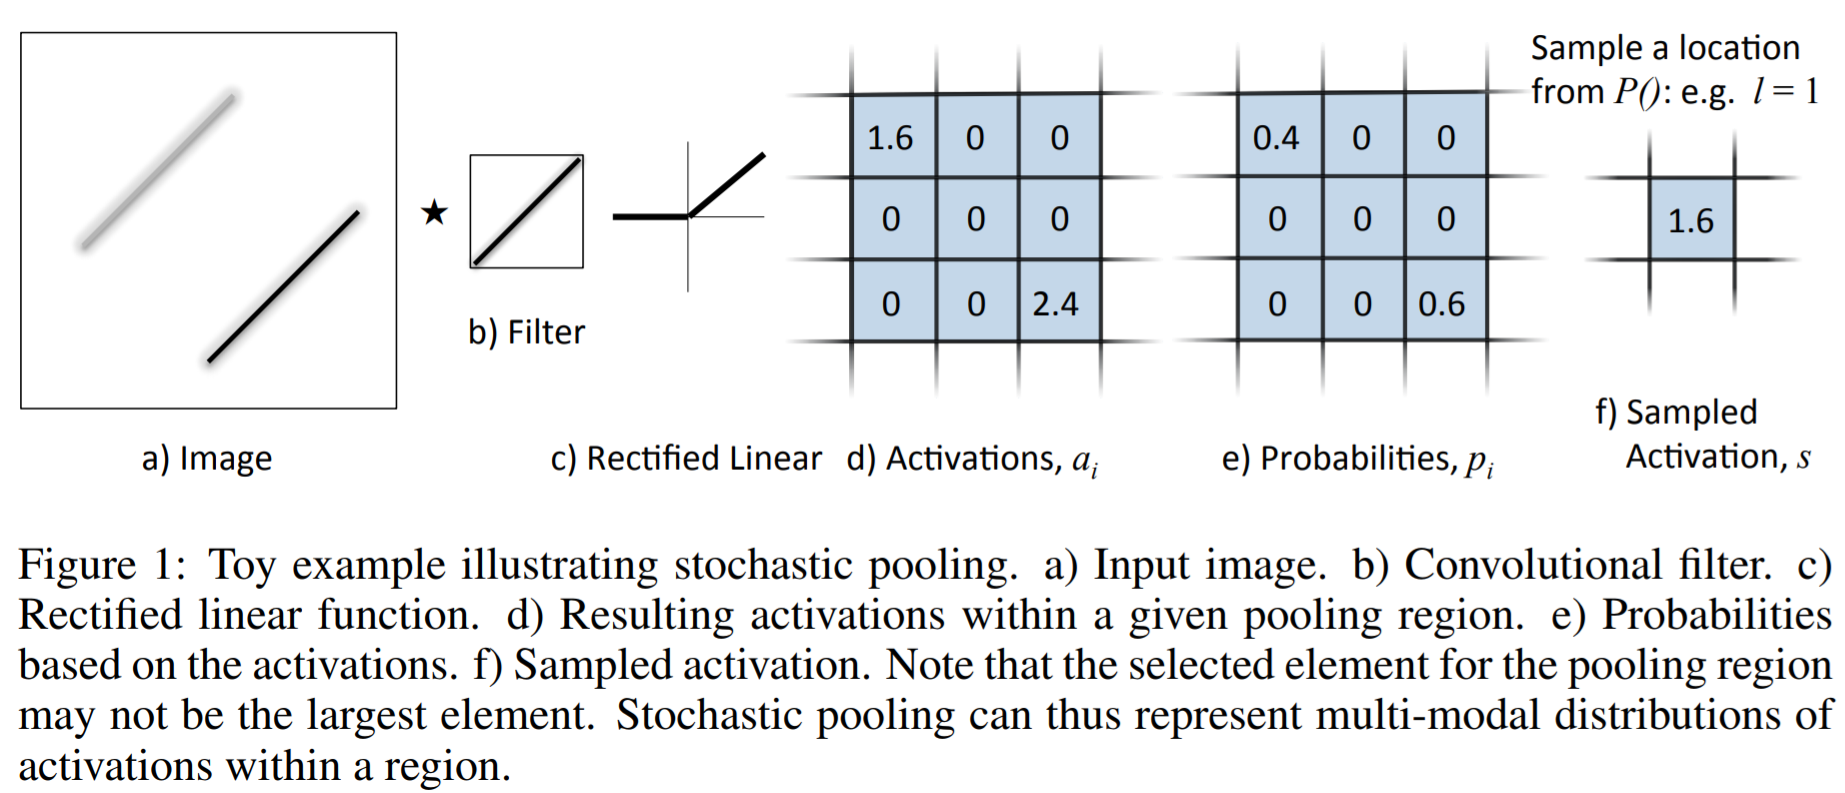 Sample a location
from P(): e.g. l = 1
1.6 0 0
0 0 0
0 0 2.4
0.4 0 0
0 0 0
0 0 0.6
1.6
b) Filter
a) Image
c) Rectified Linear
d) Activations, aᵢ
e) Probabilities, pᵢ
f) Sampled
Activation, s
Figure 1: Toy example illustrating stochastic pooling. a) Input image. b) Convolutional filter. c)
Rectified linear function. d) Resulting activations within a given pooling region. e) Probabilities
based on the activations. f) Sampled activation. Note that the selected element for the pooling region
may not be the largest element. Stochastic pooling can thus represent multi-modal distributions of
activations within a region.